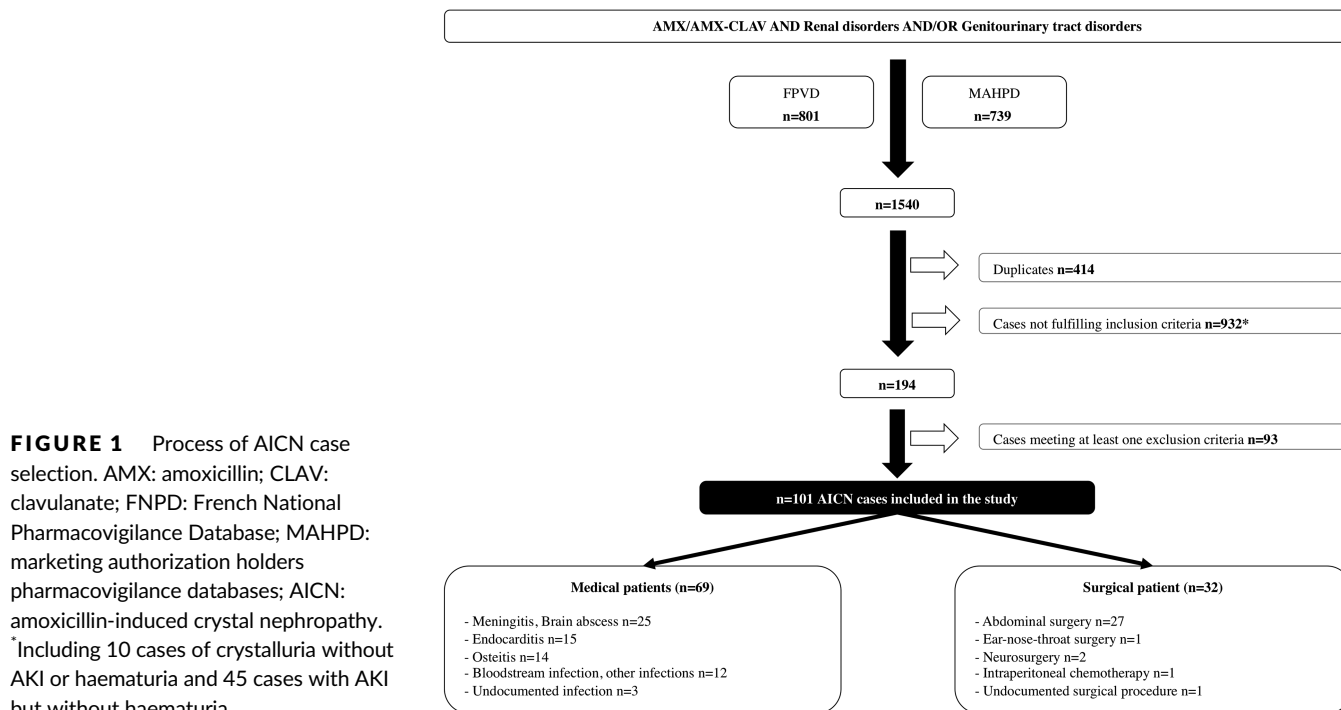 AMX/AMX-CLAV AND Renal disorders AND/OR Genitourinary tract disorders
FPVD
n=801
MAHPD
n=739
n=1540
Duplicates n=414
Cases not fulfilling inclusion criteria n=932*
n=194
Cases meeting at least one exclusion criteria n=93
n=101 AICN cases included in the study
Medical patients (n=69)
- Meningitis, Brain abscess n=25
- Endocarditis n=15
- Osteitis n=14
- Bloodstream infection, other infections n=12
- Undocumented infection n=3
Surgical patient (n=32)
- Abdominal surgery n=27
- Ear-nose-throat surgery n=1
- Neurosurgery n=2
- Intraperitoneal chemotherapy n=1
- Undocumented surgical procedure n=1
FIGURE 1 Process of AICN case
selection. AMX: amoxicillin; CLAV:
clavulanate; FNPD: French National
Pharmacovigilance Database; MAHPD:
marketing authorization holders
pharmacovigilance databases; AICN:
amoxicillin-induced crystal nephropathy.
*Including 10 cases of crystalluria without
AKI or haematuria and 45 cases with AKI
but without haematuria